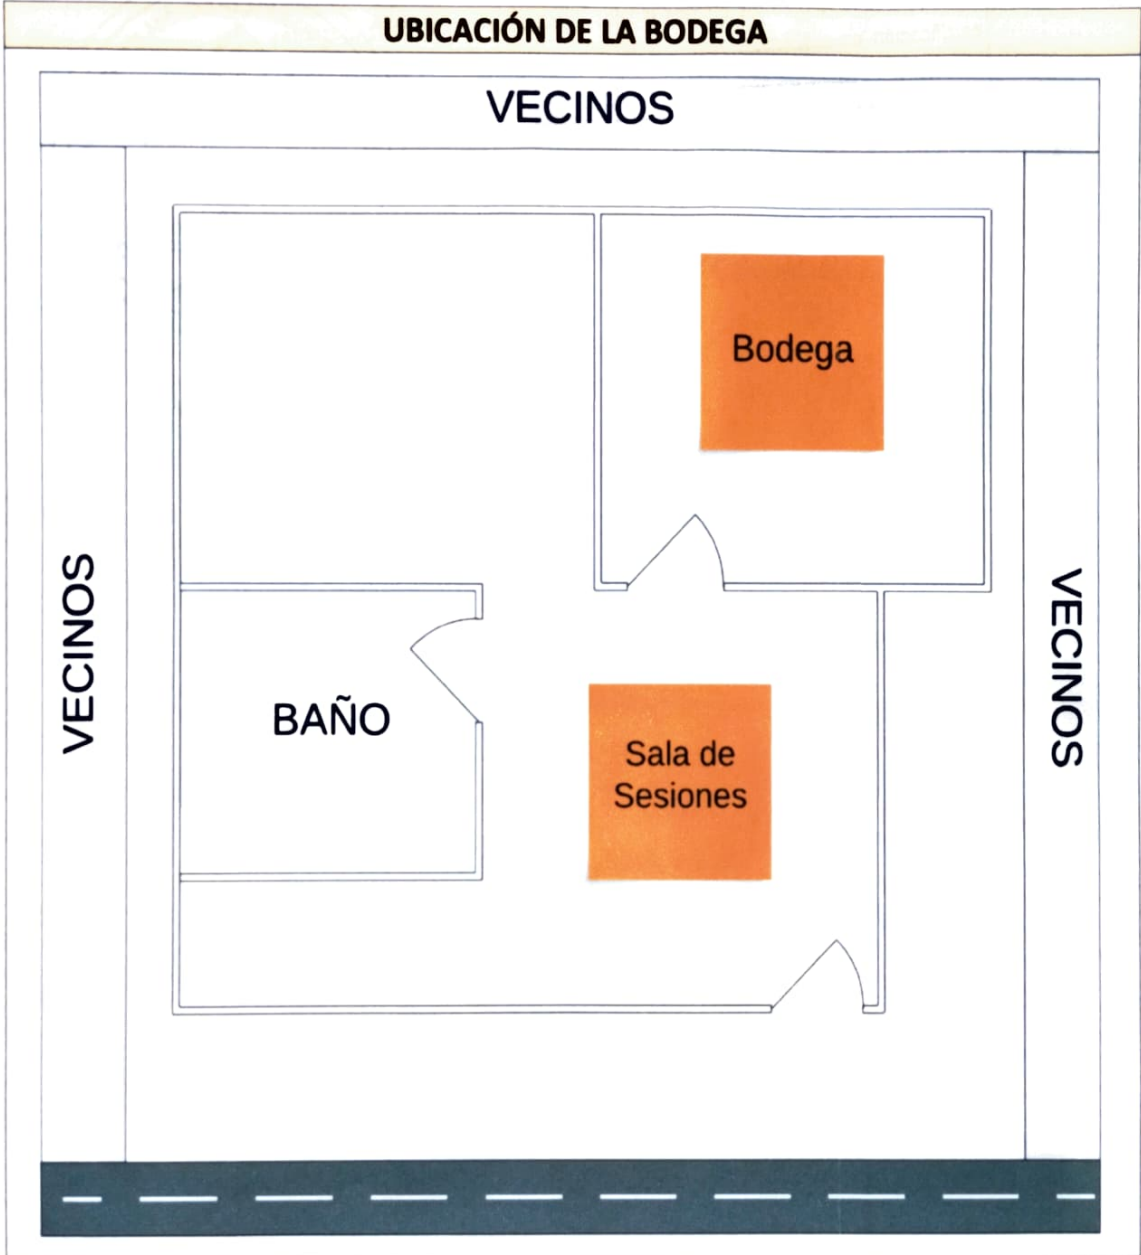 UBICACIÓN DE LA BODEGA
VECINOS
Bodega
VECINOS
VECINOS
BAÑO
Sala de
Sesiones